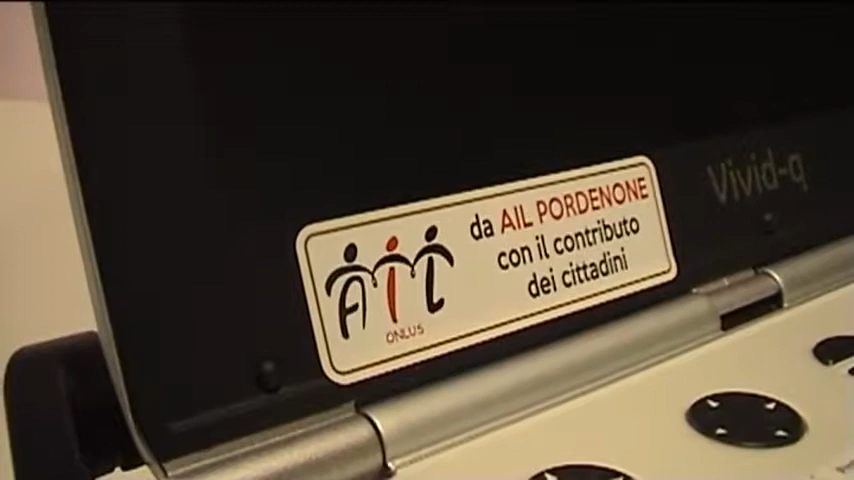 AIL
ONLUS
da AIL PORDENONE
con il contributo
dei cittadini
Vivid-q